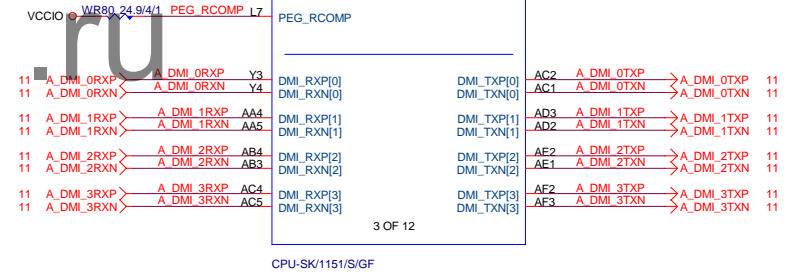 VCCIO WR80 24.9/4/1 PEG_RCOMP L7 PEG_RCOMP
.ru
11 A_DMI_0RXP A_DMI_0RXP Y3 DMI_RXP[0] DMI_TXP[0] AC2 A_DMI_0TXP A_DMI_0TXP 11
11 A_DMI_0RXN A_DMI_0RXN Y4 DMI_RXN[0] DMI_TXN[0] AC1 A_DMI_0TXN A_DMI_0TXN 11
11 A_DMI_1RXP A_DMI_1RXP AA4 DMI_RXP[1] DMI_TXP[1] AD3 A_DMI_1TXP A_DMI_1TXP 11
11 A_DMI_1RXN A_DMI_1RXN AA5 DMI_RXN[1] DMI_TXN[1] AD2 A_DMI_1TXN A_DMI_1TXN 11
11 A_DMI_2RXP A_DMI_2RXP AB4 DMI_RXP[2] DMI_TXP[2] AE2 A_DMI_2TXP A_DMI_2TXP 11
11 A_DMI_2RXN A_DMI_2RXN AB3 DMI_RXN[2] DMI_TXN[2] AE1 A_DMI_2TXN A_DMI_2TXN 11
11 A_DMI_3RXP A_DMI_3RXP AC4 DMI_RXP[3] DMI_TXP[3] AF2 A_DMI_3TXP A_DMI_3TXP 11
11 A_DMI_3RXN A_DMI_3RXN AC5 DMI_RXN[3] DMI_TXN[3] AF3 A_DMI_3TXN A_DMI_3TXN 11
3 OF 12
CPU-SK/1151/S/GF